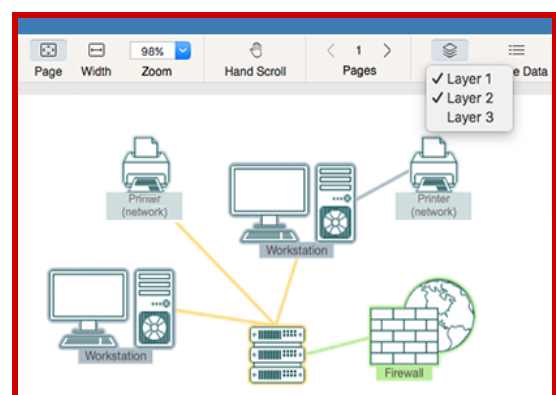 98%
1
Page Width Zoom Hand Scroll Pages e Data
✓ Layer 1
✓ Layer 2
Layer 3
Printer
(network)
Printer
(network)
Workstation
Workstation
Firewall